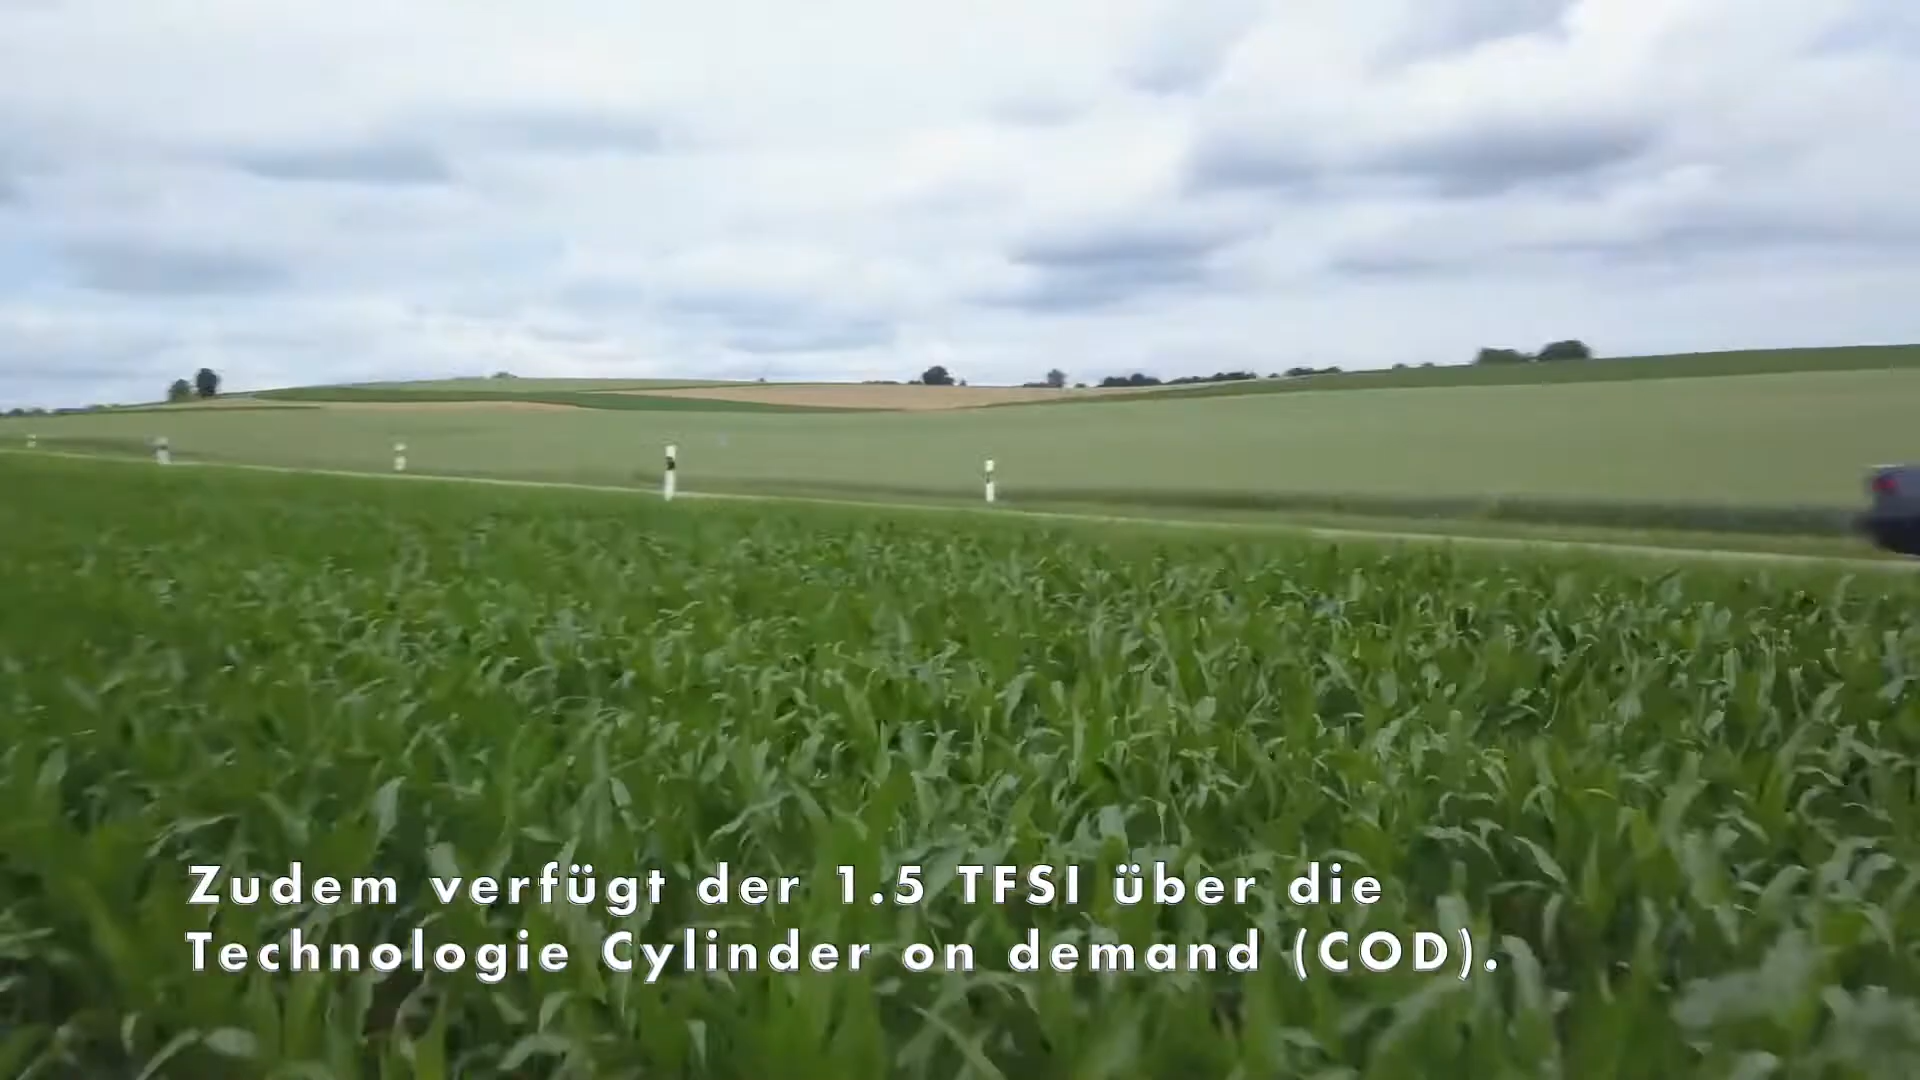 Zudem verfügt der 1.5 TFSI über die
Technologie Cylinder on demand (COD).